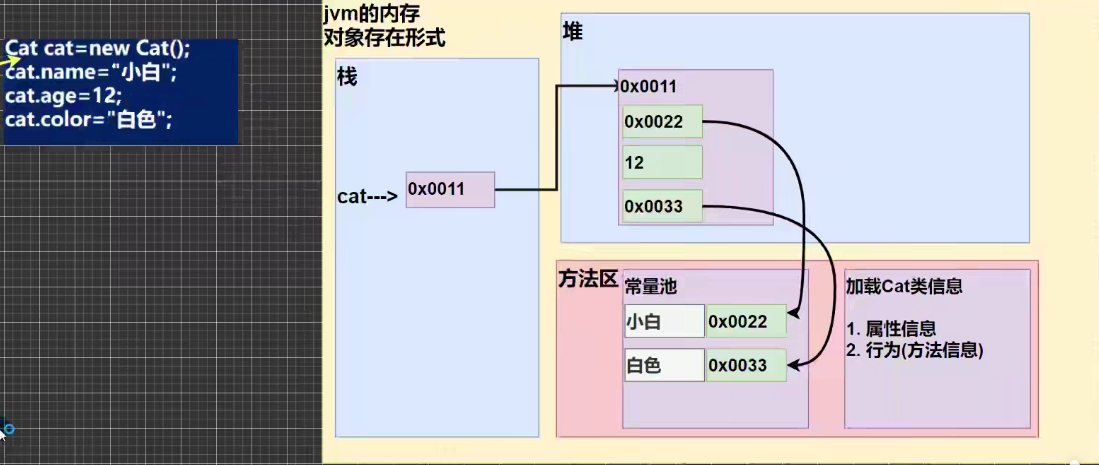 Cat cat=new Cat();
cat.name="小白";
cat.age=12;
cat.color="白色";
jvm的内存
对象存在形式
栈
cat--->
0x0011
堆
0x0011
0x0022
12
0x0033
方法区
常量池
小白
0x0022
白色
0x0033
加载Cat类信息
1. 属性信息
2. 行为(方法信息)